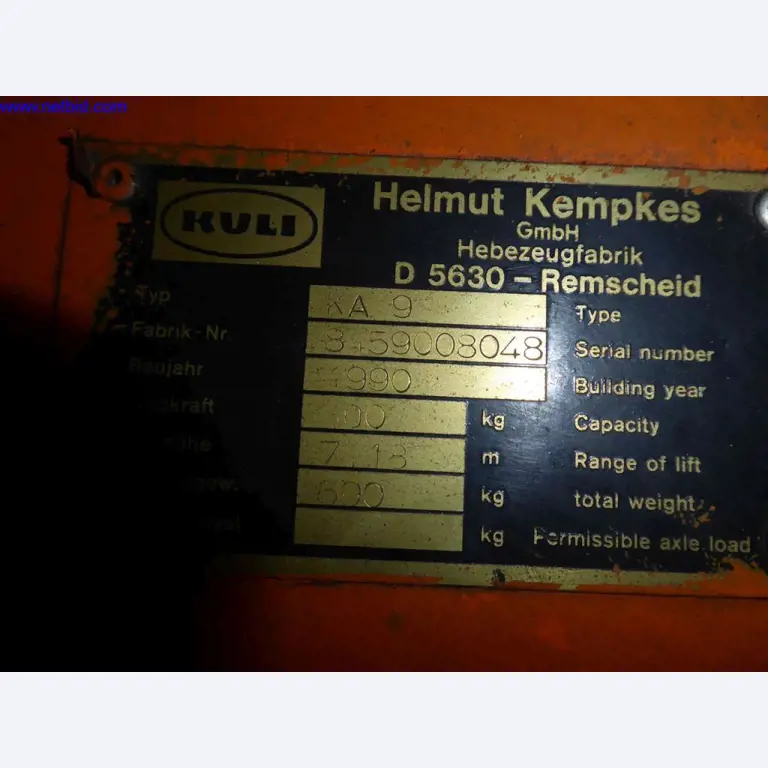 www.netbid.com
KULI
Helmut Kempkes
GmbH
Hebezeugfabrik
D 5630 - Remscheid
Typ KA 9 Type
Fabrik-Nr. 8459008048 Serial number
Baujahr 1990 Building year
kg Capacity
7.18 m Range of lift
690 kg total weight
kg Permissible axle load